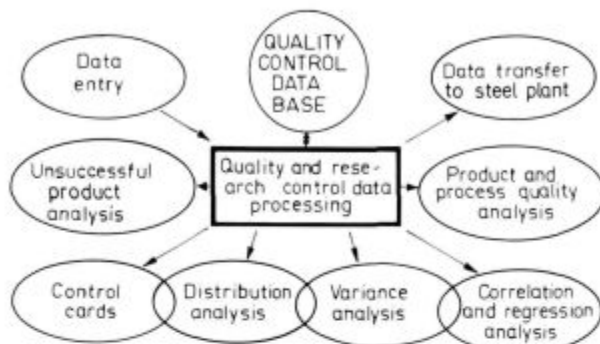 Data
entry
QUALITY
CONTROL
DATA
BASE
Data transfer
to steel plant
Unsuccessful
product
analysis
Quality and rese-
arch control data
processing
Product and
process quality
analysis
Control
cards
Distribution
analysis
Variance
analysis
Correlation
and regression
analysis